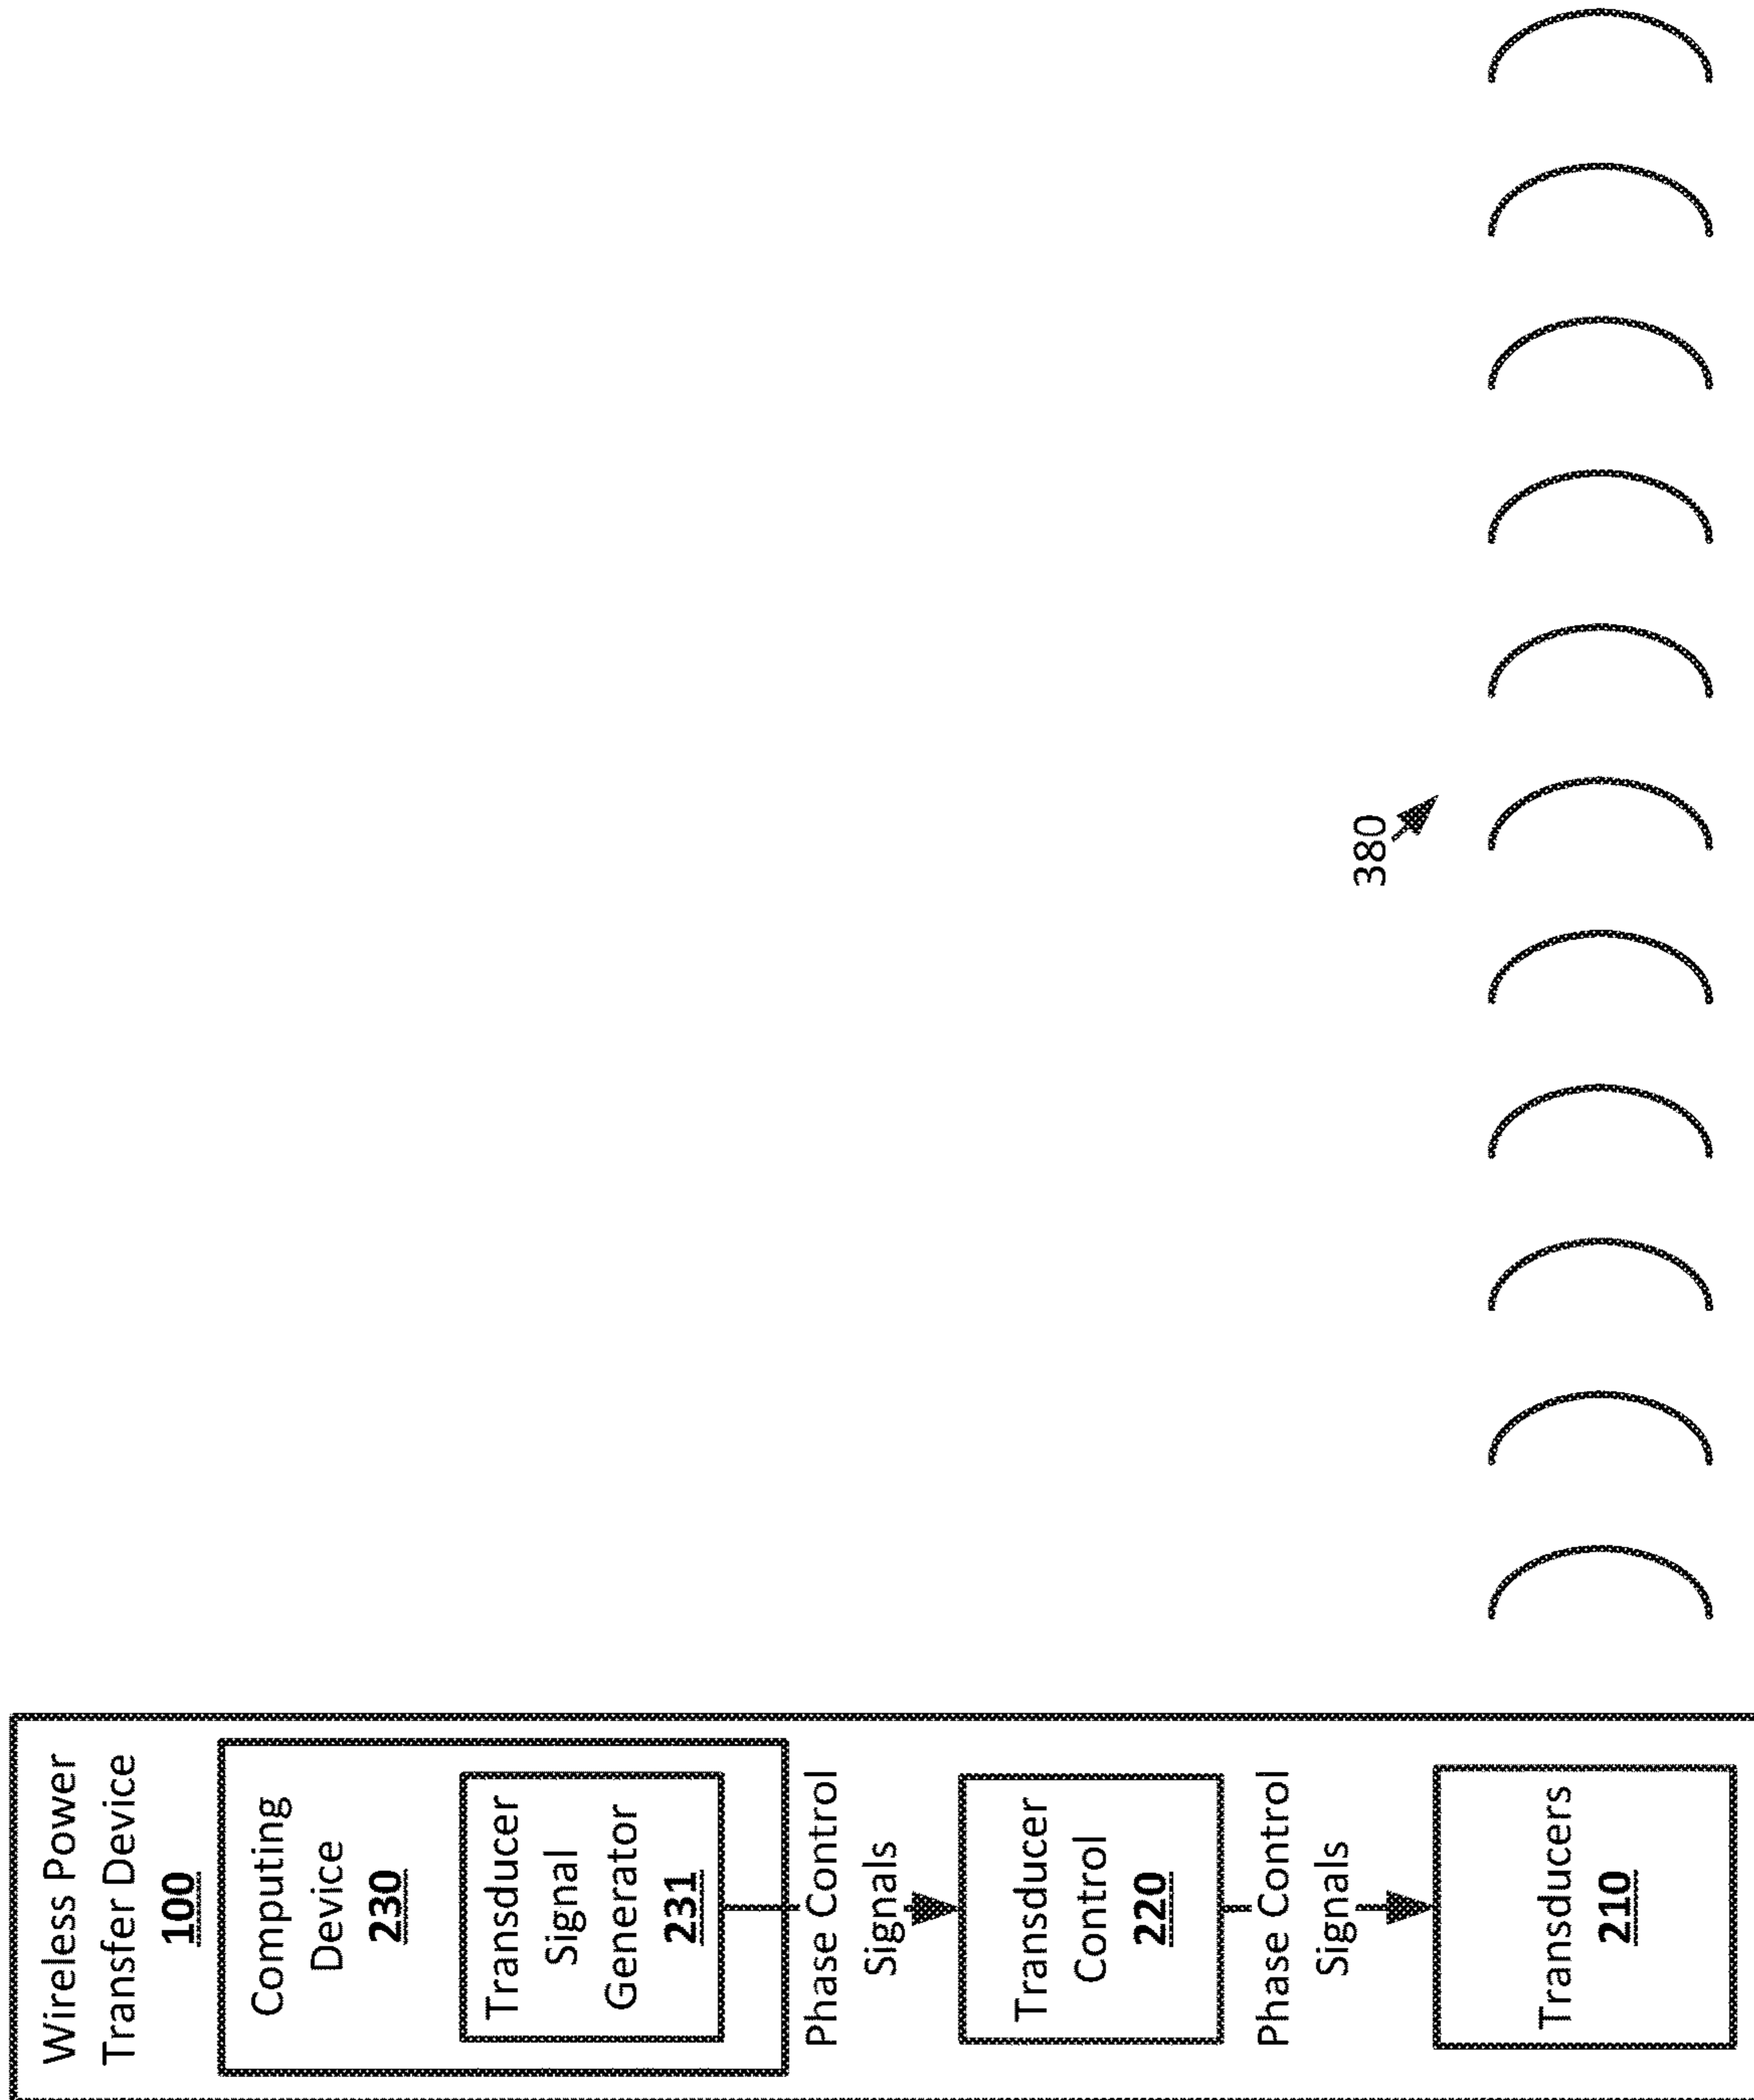 Wireless Power
Transfer Device
100
Computing
Device
230
Transducer
Signal
Generator
231
Phase Control
Signals
Transducer
Control
220
Phase Control
Signals
Transducers
210
380